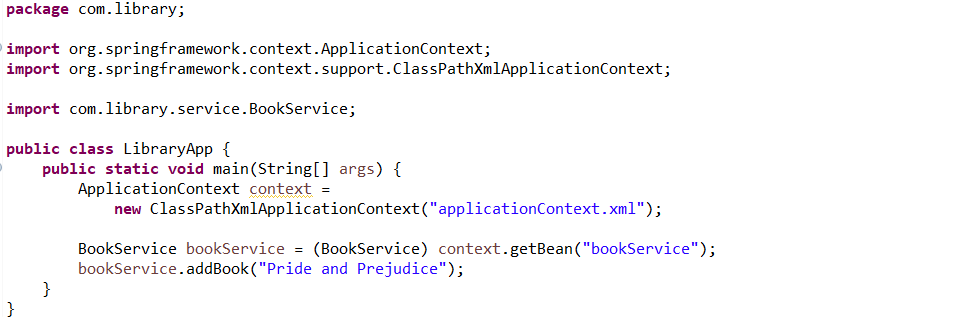 package com.library;
import org.springframework.context.ApplicationContext;
import org.springframework.context.support.ClassPathXmlApplicationContext;
import com.library.service.BookService;
public class LibraryApp {
    public static void main(String[] args) {
        ApplicationContext context =
            new ClassPathXmlApplicationContext("applicationContext.xml");
        BookService bookService = (BookService) context.getBean("bookService");
        bookService.addBook("Pride and Prejudice");
    }
}